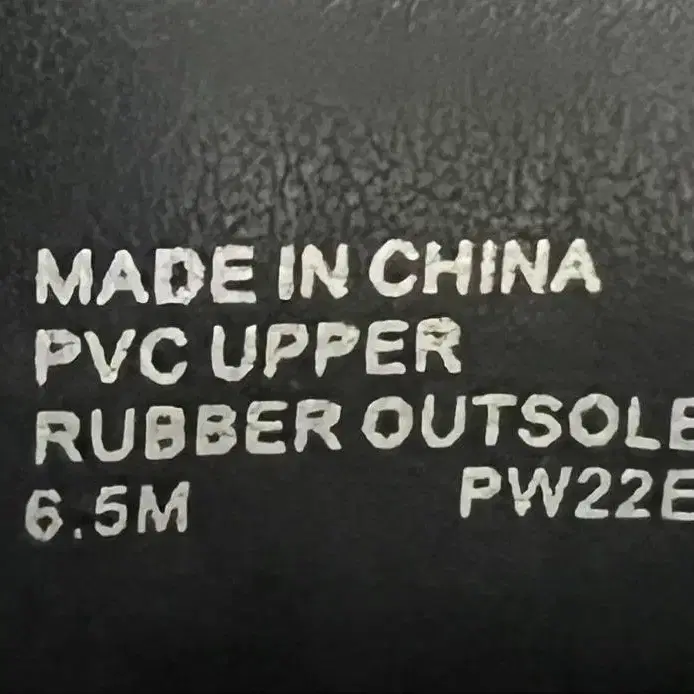 MADE IN CHINA
PVC UPPER
RUBBER OUTSOLE
6.5M PW22E